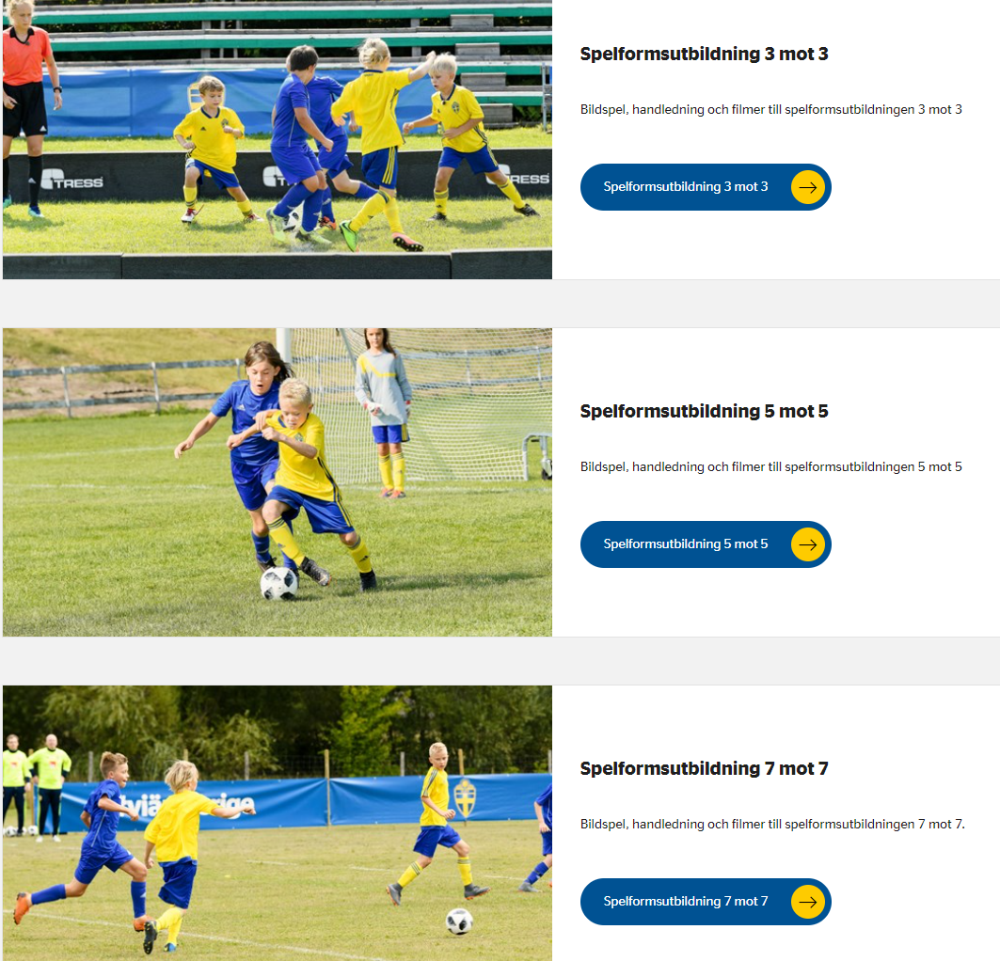 Spelformsutbildning 3 mot 3
Bildspel, handledning och filmer till spelformsutbildningen 3 mot 3
Spelformsutbildning 3 mot 3
TRESS
TRESS
Spelformsutbildning 5 mot 5
Bildspel, handledning och filmer till spelformsutbildningen 5 mot 5
Spelformsutbildning 5 mot 5
Spelformsutbildning 7 mot 7
Bildspel, handledning och filmer till spelformsutbildningen 7 mot 7.
Spelformsutbildning 7 mot 7